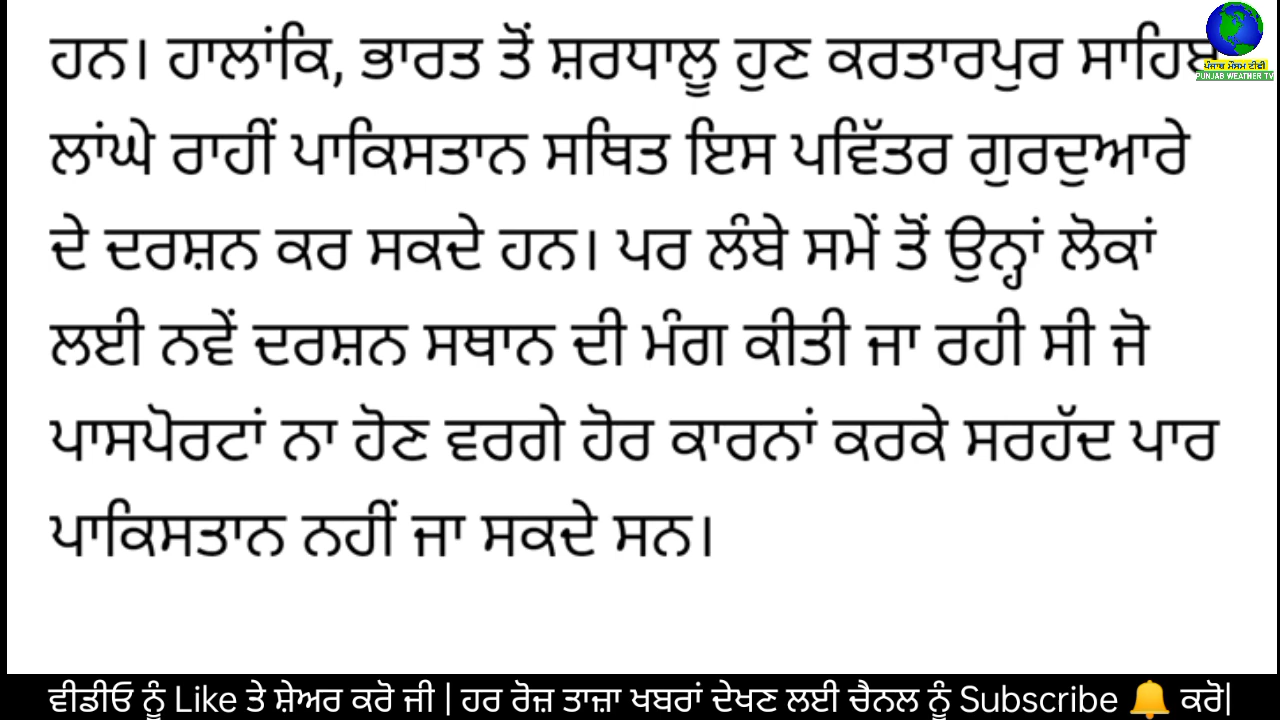 ਹਨ। ਹਾਲਾਂਕਿ, ਭਾਰਤ ਤੋਂ ਸ਼ਰਧਾਲੂ ਹੁਣ ਕਰਤਾਰਪੁਰ
ਲਾਂਘੇ ਰਾਹੀਂ ਪਾਕਿਸਤਾਨ ਸਥਿਤ ਇਸ ਪਵਿੱਤਰ ਗੁਰਦੁਆਰੇ
ਦੇ ਦਰਸ਼ਨ ਕਰ ਸਕਦੇ ਹਨ। ਪਰ ਲੰਬੇ ਸਮੇਂ ਤੋਂ ਉਨ੍ਹਾਂ ਲੋਕਾਂ
ਲਈ ਨਵੇਂ ਦਰਸ਼ਨ ਸਥਾਨ ਦੀ ਮੰਗ ਕੀਤੀ ਜਾ ਰਹੀ ਸੀ ਜੋ
ਪਾਸਪੋਰਟਾਂ ਨਾ ਹੋਣ ਵਰਗੇ ਹੋਰ ਕਾਰਨਾਂ ਕਰਕੇ ਸਰਹੱਦ ਪਾਰ
ਪਾਕਿਸਤਾਨ ਨਹੀਂ ਜਾ ਸਕਦੇ ਸਨ।
ਪੰਜਾਬ ਮੌਸਮ ਟੀਵੀ
PUNJAB WEATHER TV
ਵੀਡੀਓ ਨੂੰ Like ਤੇ ਸ਼ੇਅਰ ਕਰੋ ਜੀ | ਹਰ ਰੋਜ਼ ਤਾਜ਼ਾ ਖਬਰਾਂ ਦੇਖਣ ਲਈ ਚੈਨਲ ਨੂੰ Subscribe 🔔 ਕਰੋ|